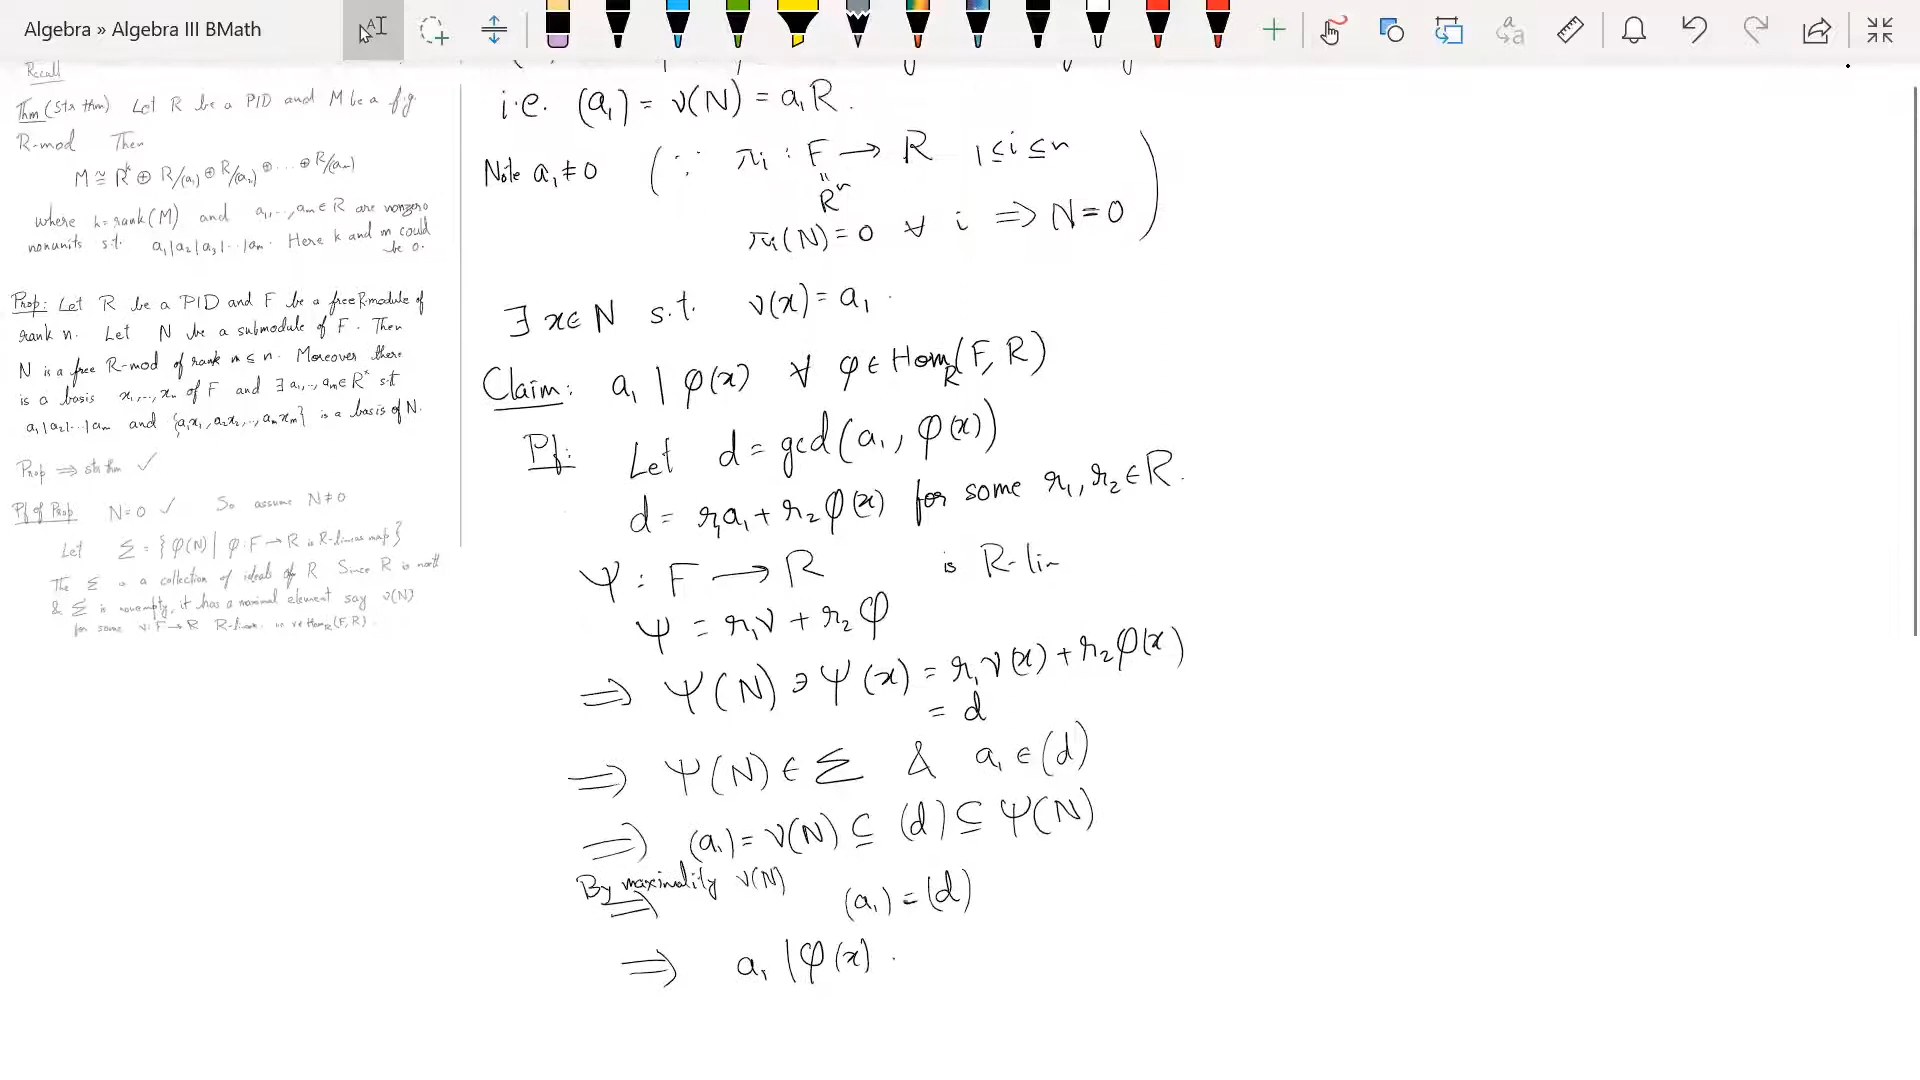 Algebra » Algebra III BMath
Recall
Thm (Str thm) Let R be a PID and M be a f.g.
R-mod Then
M ≅ R^k ⊕ R/(a₁) ⊕ R/(a₂) ⊕ ... ⊕ R/(aₘ)
where k = rank(M) and a₁,..,aₘ ∈ R are nonzero
nonunits s.t. a₁|a₂|a₃|...|aₘ. Here k and m could
be 0.
Prop: Let R be a PID and F be a free R-module of
rank n. Let N be a submodule of F. Then
N is a free R-mod of rank m ≤ n. Moreover there
is a basis x₁,..,xₙ of F and ∃ a₁,..,aₘ ∈ R* s.t
a₁|a₂|...|aₘ and {a₁x₁, a₂x₂,.., aₘxₘ} is a basis of N.
Prop ⟹ str thm ✓
Pf of Prop N=0 ✓ So assume N≠0
Let Σ = {φ(N) | φ: F → R is R-linear map}
The Σ is a collection of ideals of R Since R is noeth
& Σ is nonempty, it has a maximal element say ν(N)
for some ν: F → R R-linear ν ∈ Hom_R(F,R).
i.e. (a₁) = ν(N) = a₁R.
Note a₁ ≠ 0 (∵ πᵢ : F → R 1 ≤ i ≤ n
"
Rⁿ
πᵢ(N) = 0 ∀ i ⟹ N = 0)
∃ x ∈ N s.t. ν(x) = a₁.
Claim: a₁ | φ(x) ∀ φ ∈ Hom_R(F, R)
Pf: Let d = gcd(a₁, φ(x))
d = r₁a₁ + r₂φ(x) for some r₁, r₂ ∈ R.
Ψ : F → R is R-lin
Ψ = r₁ν + r₂φ
⟹ Ψ(N) ∋ Ψ(x) = r₁ν(x) + r₂φ(x)
= d
⟹ Ψ(N) ∈ Σ & a₁ ∈ (d)
⟹ (a₁) = ν(N) ⊆ (d) ⊆ Ψ(N)
By maximality ν(N)
⟹ (a₁) = (d)
⟹ a₁ | φ(x).